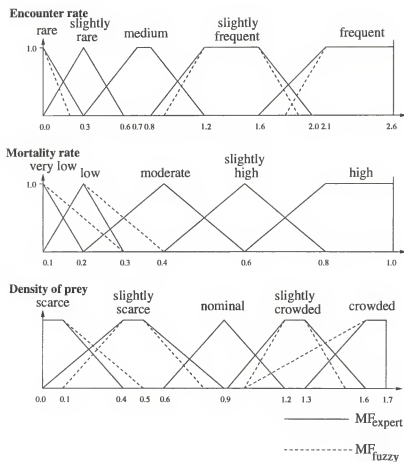 Encounter rate
rare slightly rare medium slightly frequent frequent
1.0
0.0 0.3 0.6 0.7 0.8 1.2 1.6 2.0 2.1 2.6
Mortality rate
very low low moderate slightly high high
1.0
0.1 0.2 0.3 0.4 0.6 0.8 1.0
Density of prey
scarce slightly scarce nominal slightly crowded crowded
0.0 0.1 0.4 0.5 0.6 0.9 1.2 1.3 1.6 1.7
MFexpert
MFfuzzy